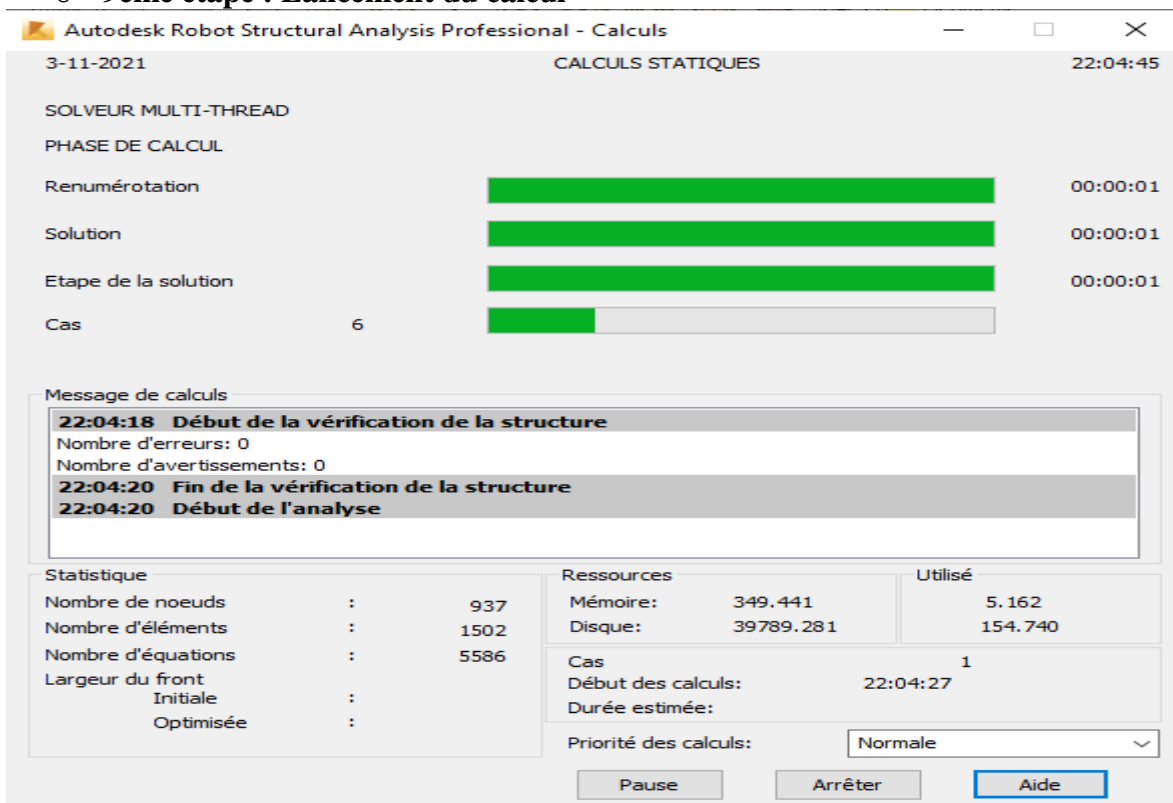 9ème étape : Lancement du calcul
Autodesk Robot Structural Analysis Professional - Calculs
3-11-2021 CALCULS STATIQUES 22:04:45
SOLVEUR MULTI-THREAD
PHASE DE CALCUL
Renumérotation 00:00:01
Solution 00:00:01
Etape de la solution 00:00:01
Cas 6
Message de calculs
22:04:18 Début de la vérification de la structure
Nombre d'erreurs: 0
Nombre d'avertissements: 0
22:04:20 Fin de la vérification de la structure
22:04:20 Début de l'analyse
Statistique
Nombre de noeuds : 937
Nombre d'éléments : 1502
Nombre d'équations : 5586
Largeur du front
Initiale :
Optimisée :
Ressources Utilisé
Mémoire: 349.441 5.162
Disque: 39789.281 154.740
Cas 1
Début des calculs: 22:04:27
Durée estimée:
Priorité des calculs: Normale
Pause Arrêter Aide